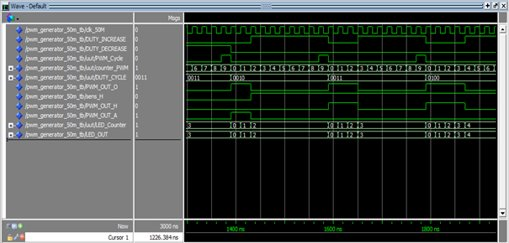 Wave - Default
Msgs
/pwm_generator_50m_tb/clk_50M 0
/pwm_generator_50m_tb/DUTY_INCREASE 0
/pwm_generator_50m_tb/DUTY_DECREASE 0
/pwm_generator_50m_tb/uut/PWM_Cycle 0
/pwm_generator_50m_tb/uut/counter_PWM 1
/pwm_generator_50m_tb/uut/DUTY_CYCLE 0011 0011 0010 0011 0100
/pwm_generator_50m_tb/PWM_OUT_O 1
/pwm_generator_50m_tb/sens_H 0
/pwm_generator_50m_tb/PWM_OUT_H 0
/pwm_generator_50m_tb/PWM_OUT_A 1
/pwm_generator_50m_tb/uut/LED_Counter 1 3 0 1 2 0 1 2 3 0 1 2 3 4
/pwm_generator_50m_tb/LED_OUT 1 3 0 1 2 0 1 2 3 0 1 2 3 4
Now 3000 ns
1400 ns 1600 ns 1800 ns
Cursor 1 1226.384 ns